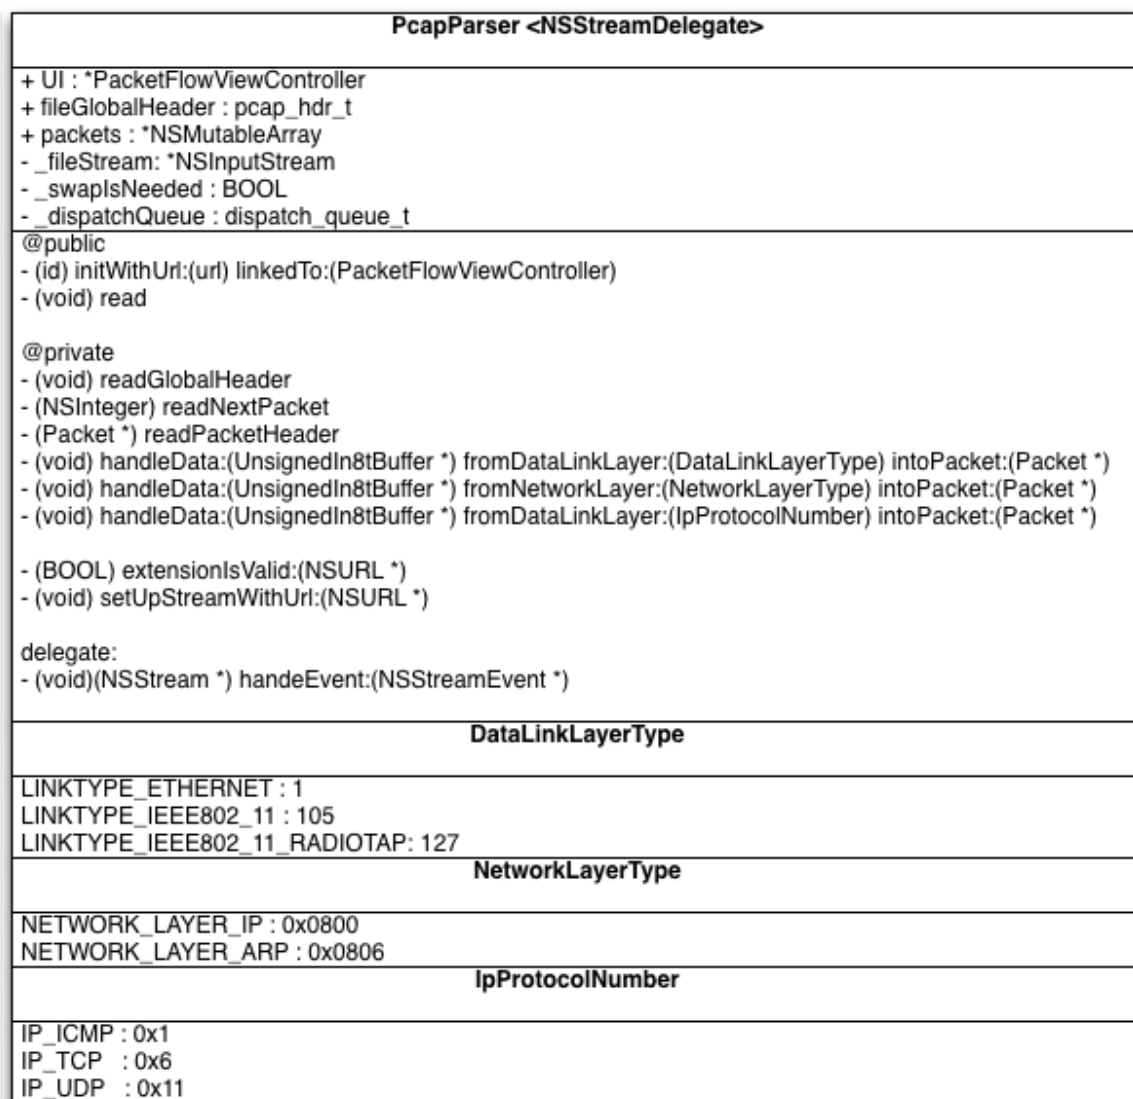 PcapParser <NSStreamDelegate>
+ UI : *PacketFlowViewController
+ fileGlobalHeader : pcap_hdr_t
+ packets : *NSMutableArray
- _fileStream: *NSInputStream
- _swapIsNeeded : BOOL
- _dispatchQueue : dispatch_queue_t
@public
- (id) initWithUrl:(url) linkedTo:(PacketFlowViewController)
- (void) read
@private
- (void) readGlobalHeader
- (NSInteger) readNextPacket
- (Packet *) readPacketHeader
- (void) handleData:(UnsignedIn8tBuffer *) fromDataLinkLayer:(DataLinkLayerType) intoPacket:(Packet *)
- (void) handleData:(UnsignedIn8tBuffer *) fromNetworkLayer:(NetworkLayerType) intoPacket:(Packet *)
- (void) handleData:(UnsignedIn8tBuffer *) fromDataLinkLayer:(IpProtocolNumber) intoPacket:(Packet *)
- (BOOL) extensionIsValid:(NSURL *)
- (void) setUpStreamWithUrl:(NSURL *)
delegate:
- (void)(NSStream *) handeEvent:(NSStreamEvent *)
DataLinkLayerType
LINKTYPE_ETHERNET : 1
LINKTYPE_IEEE802_11 : 105
LINKTYPE_IEEE802_11_RADIOTAP: 127
NetworkLayerType
NETWORK_LAYER_IP : 0x0800
NETWORK_LAYER_ARP : 0x0806
IpProtocolNumber
IP_ICMP : 0x1
IP_TCP : 0x6
IP_UDP : 0x11